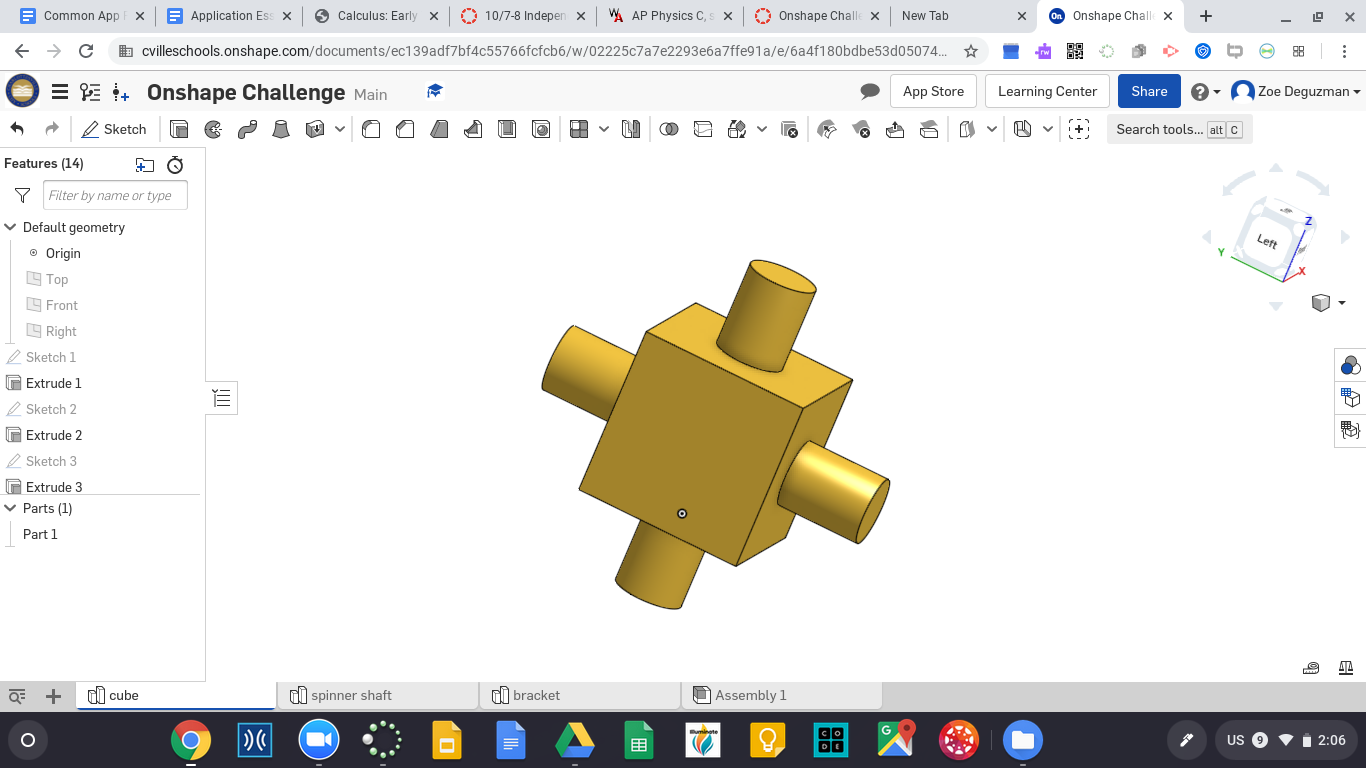 Common App
Application Ess
Calculus: Early
10/7-8 Indepen
AP Physics C, s
Onshape Challe
New Tab
On
Onshape Challe
cvilleschools.onshape.com/documents/ec139adf7bf4c55766fcfcb6/w/02225c7a7e2293e6a7ffe91a/e/6a4f180bdbe53d05074...
Onshape Challenge Main
App Store
Learning Center
Share
Zoe Deguzman
Sketch
Search tools... alt C
Features (14)
Filter by name or type
Default geometry
Origin
Top
Front
Right
Sketch 1
Extrude 1
Sketch 2
Extrude 2
Sketch 3
Extrude 3
Parts (1)
Part 1
Left
Z
Y
X
cube
spinner shaft
bracket
Assembly 1
Illuminate
CODE
US 9 2:06